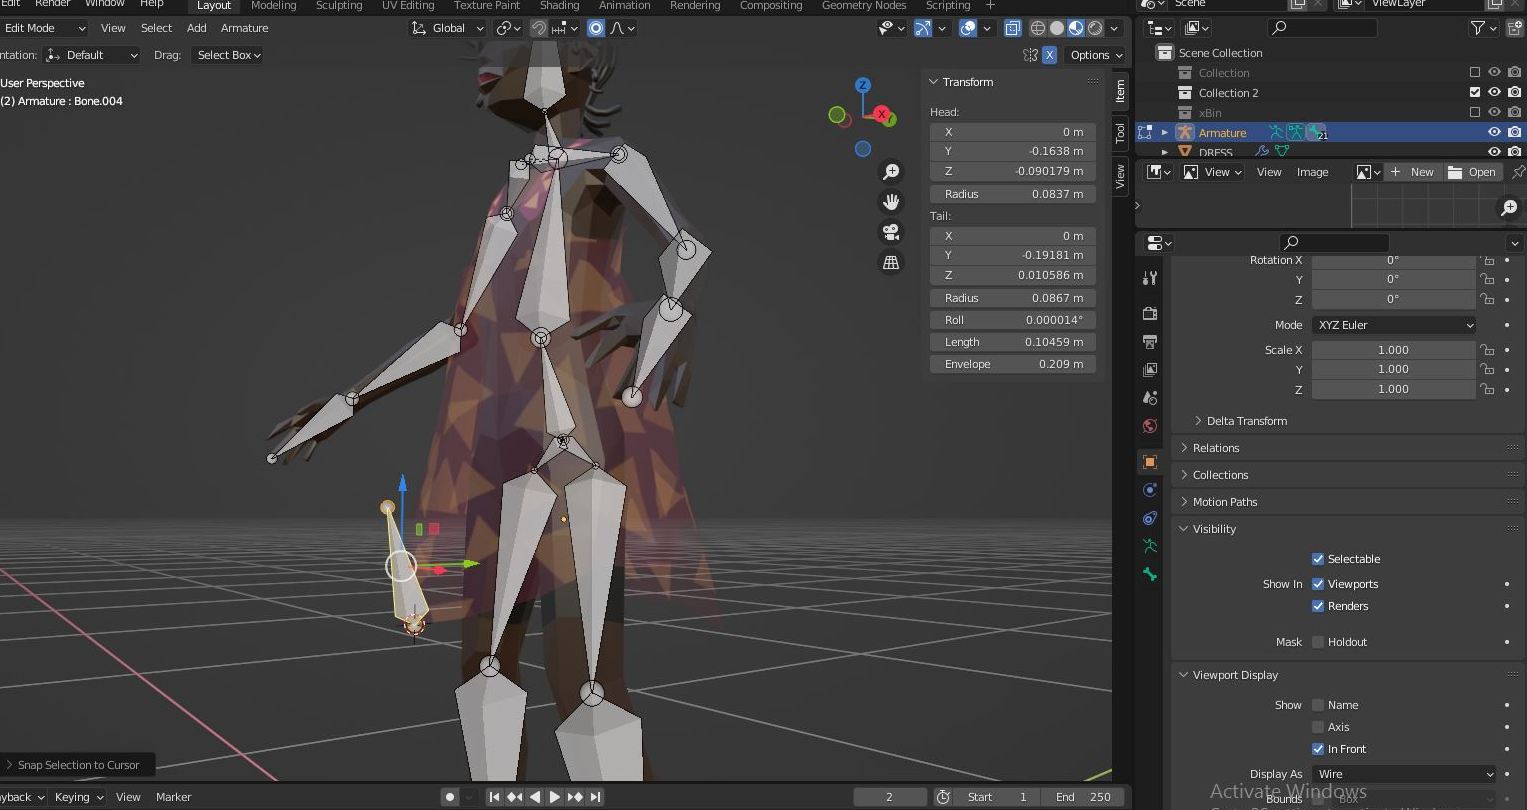 Edit Render Window Help Layout Modeling Sculpting UV Editing Texture Paint Shading Animation Rendering Compositing Geometry Nodes Scripting + Scene ViewLayer
Edit Mode View Select Add Armature Global
ntation: Default Drag: Select Box X Options
User Perspective
(2) Armature : Bone.004
Z
X
Transform
Head:
X 0 m
Y -0.1638 m
Z -0.090179 m
Radius 0.0837 m
Tail:
X 0 m
Y -0.19181 m
Z 0.010586 m
Radius 0.0867 m
Roll 0.000014°
Length 0.10459 m
Envelope 0.209 m
Item
Tool
View
Scene Collection
Collection
Collection 2
xBin
Armature 21
DRESS
View View Image + New Open
Rotation X 0°
Y 0°
Z 0°
Mode XYZ Euler
Scale X 1.000
Y 1.000
Z 1.000
Delta Transform
Relations
Collections
Motion Paths
Visibility
Selectable
Show In Viewports
Renders
Mask Holdout
Viewport Display
Show Name
Axis
In Front
Display As Wire
Activate Windows
Bounds
Snap Selection to Cursor
yback Keying View Marker 2 Start 1 End 250